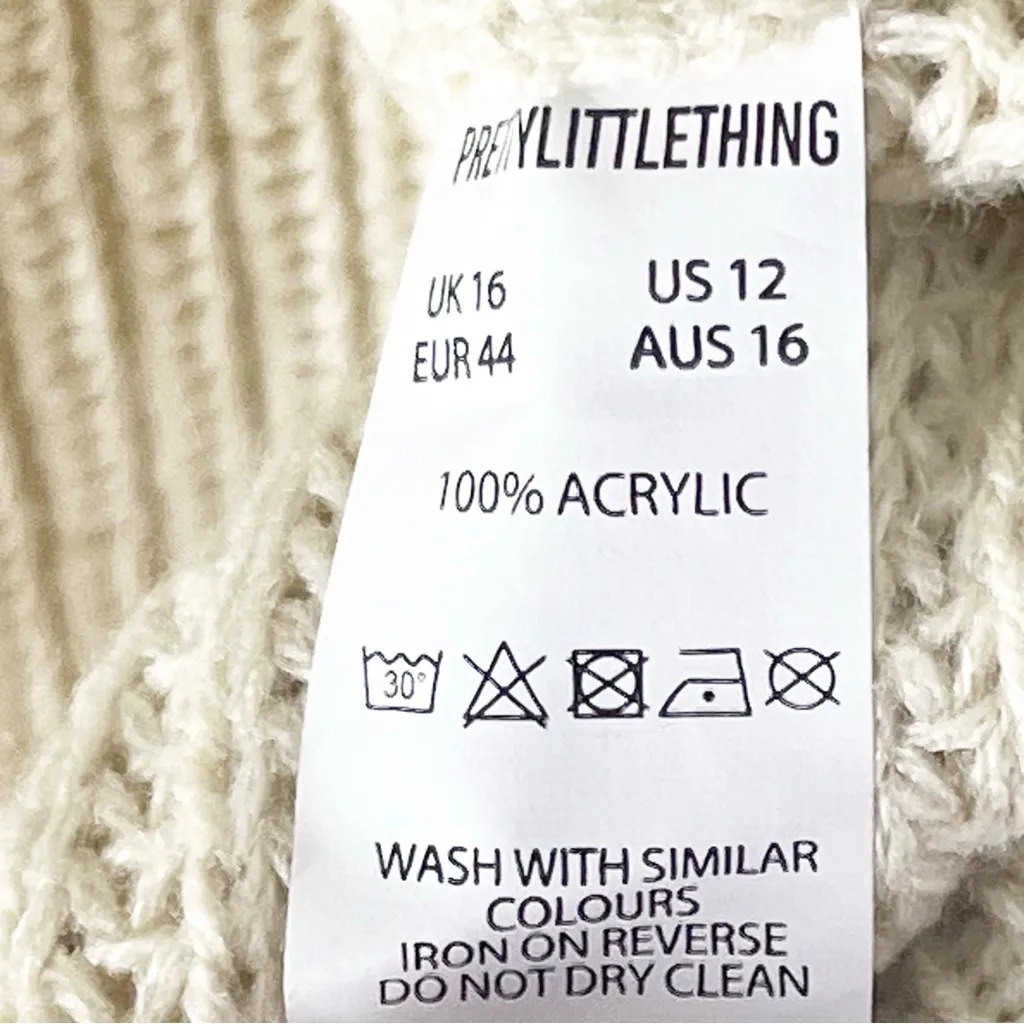 PRETTYLITTLETHING
UK 16 US 12
EUR 44 AUS 16
100% ACRYLIC
30°
WASH WITH SIMILAR
COLOURS
IRON ON REVERSE
DO NOT DRY CLEAN